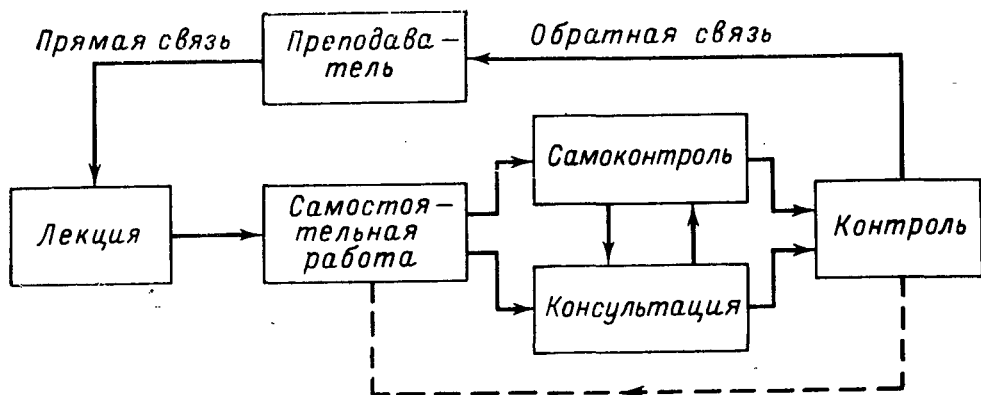 Прямая связь
Преподава-
тель
Обратная связь
Самоконтроль
Лекция
Самостоя-
тельная
работа
Контроль
Консультация